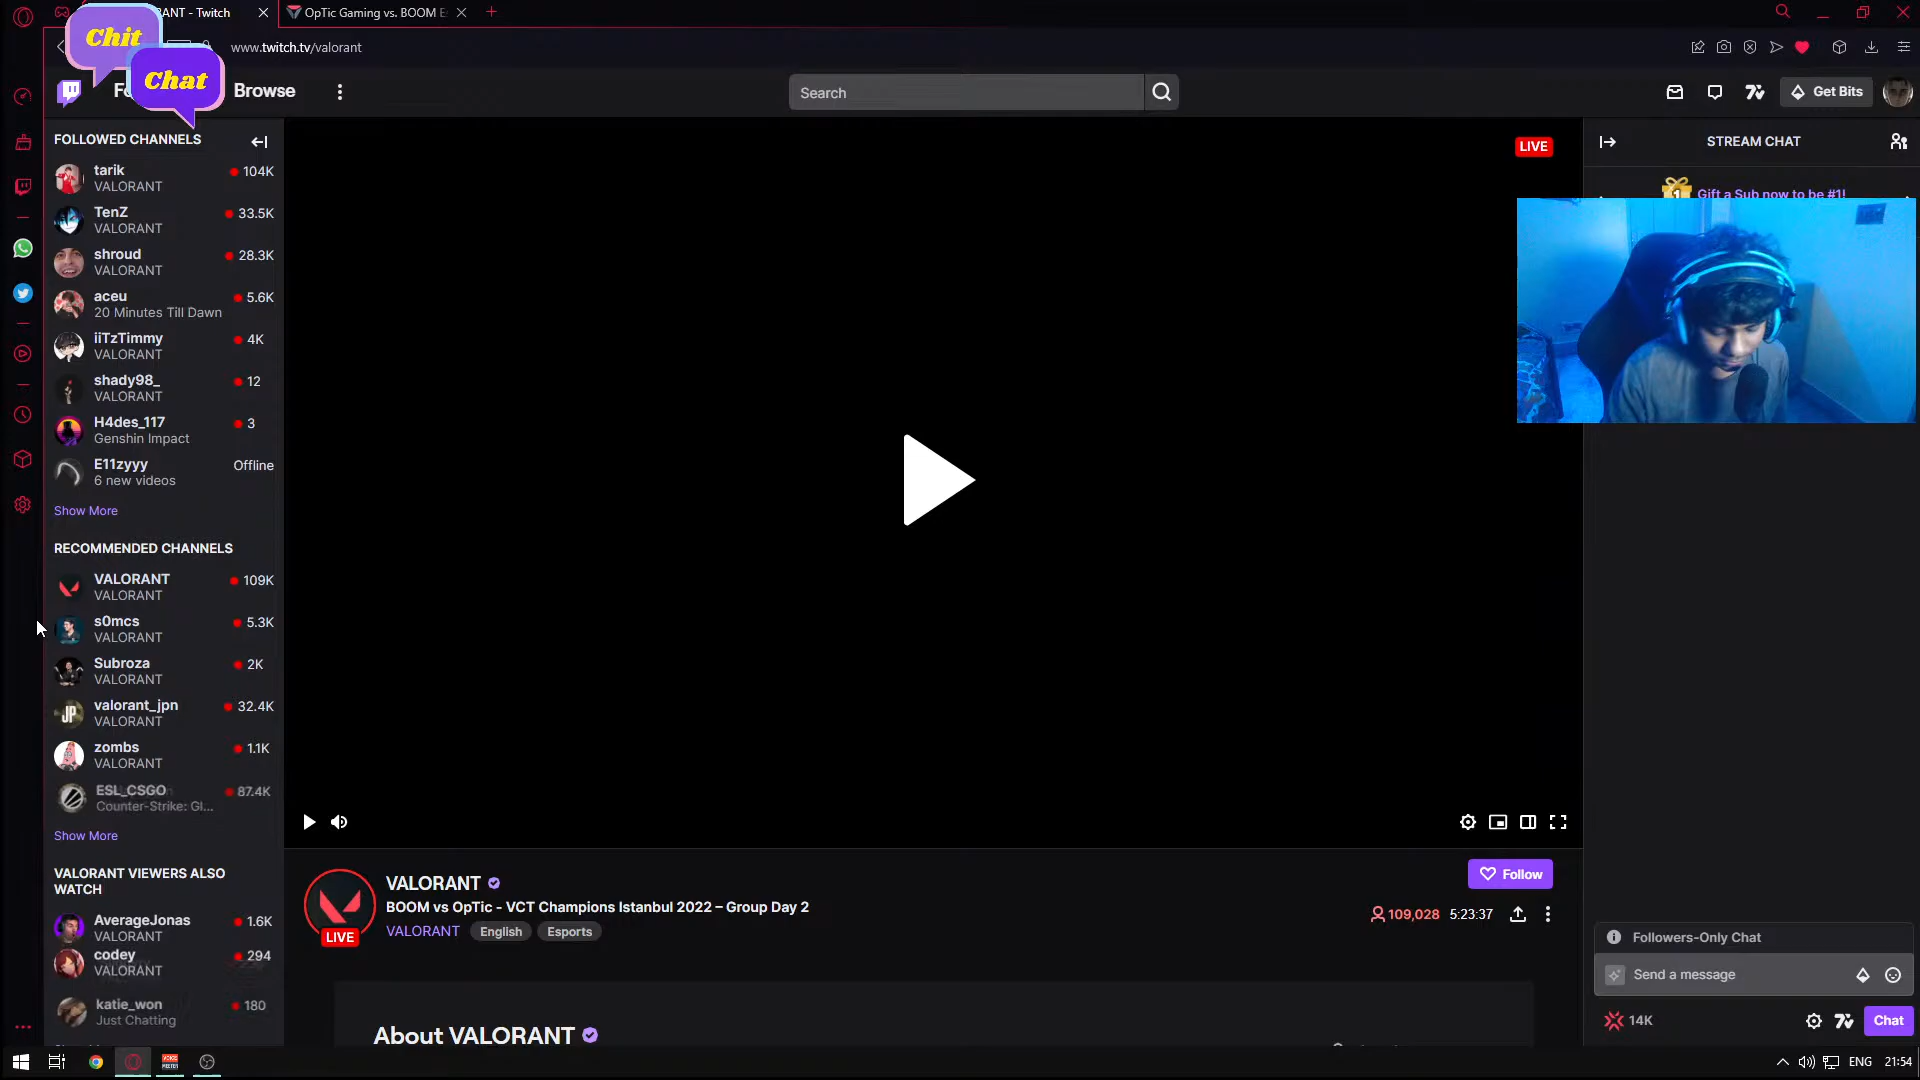 RANT - Twitch
OpTic Gaming vs. BOOM E
Chit
Chat
www.twitch.tv/valorant
Browse
Search
Get Bits
FOLLOWED CHANNELS
tarik
104K
VALORANT
TenZ
33.5K
VALORANT
shroud
28.3K
VALORANT
aceu
5.6K
20 Minutes Till Dawn
iiTzTimmy
4K
VALORANT
shady98_
12
VALORANT
H4des_117
3
Genshin Impact
E11zyyy
Offline
6 new videos
Show More
RECOMMENDED CHANNELS
VALORANT
109K
VALORANT
s0mcs
5.3K
VALORANT
Subroza
2K
VALORANT
valorant_jpn
32.4K
VALORANT
zombs
1.1K
VALORANT
ESL_CSGO
87.4K
Counter-Strike: Gl...
Show More
VALORANT VIEWERS ALSO
WATCH
AverageJonas
1.6K
VALORANT
codey
294
VALORANT
katie_won
180
Just Chatting
LIVE
VALORANT
BOOM vs OpTic - VCT Champions Istanbul 2022 – Group Day 2
VALORANT
English
Esports
LIVE
Follow
109,028
5:23:37
About VALORANT
STREAM CHAT
Gift a Sub now to be #1!
Followers-Only Chat
Send a message
14K
Chat
ENG
21:54